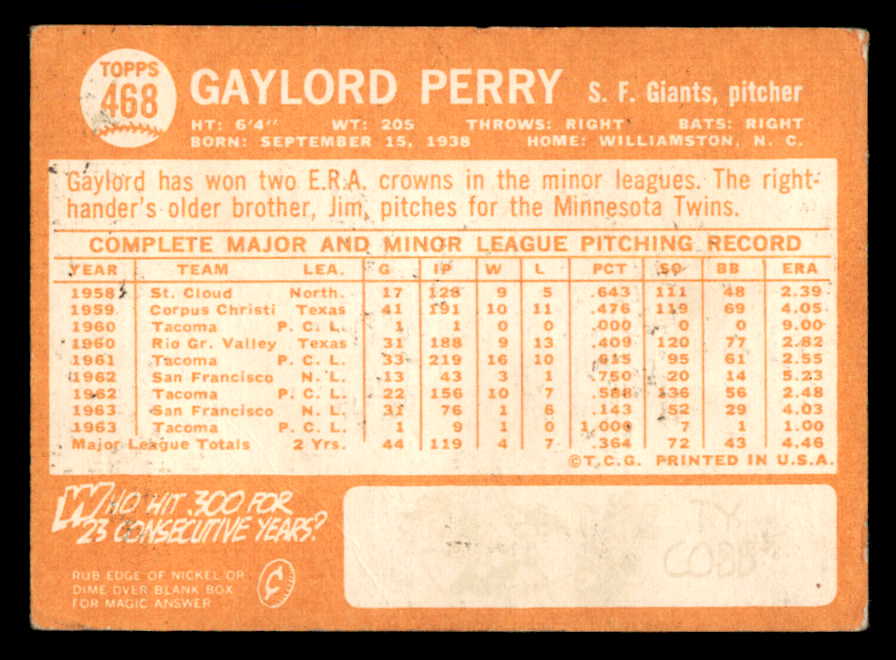 TOPPS
468
GAYLORD PERRY S. F. Giants, pitcher
HT: 6'4" WT: 205 THROWS: RIGHT BATS: RIGHT
BORN: SEPTEMBER 15, 1938 HOME: WILLIAMSTON, N. C.
Gaylord has won two E.R.A. crowns in the minor leagues. The right-
hander's older brother, Jim, pitches for the Minnesota Twins.
COMPLETE MAJOR AND MINOR LEAGUE PITCHING RECORD
YEAR TEAM LEA. G IP W L PCT SO BB ERA
1958 St. Cloud North. 17 128 9 5 .643 111 48 2.39
1959 Corpus Christi Texas 41 191 10 11 .476 119 69 4.05
1960 Tacoma P. C. L. 1 1 0 0 .000 0 0 9.00
1960 Rio Gr. Valley Texas 31 188 9 13 .409 120 77 2.82
1961 Tacoma P. C. L. 33 219 16 10 .615 95 61 2.55
1962 San Francisco N. L. 13 43 3 1 .750 20 14 5.23
1962 Tacoma P. C. L. 22 156 10 7 .588 136 56 2.48
1963 San Francisco N. L. 31 76 1 6 .143 52 29 4.03
1963 Tacoma P. C. L. 1 9 1 0 1.000 7 1 1.00
Major League Totals 2 Yrs. 44 119 4 7 .364 72 43 4.46
©T.C.G. PRINTED IN U.S.A.
WHO HIT .300 FOR
23 CONSECUTIVE YEARS?
RUB EDGE OF NICKEL OR
DIME OVER BLANK BOX
FOR MAGIC ANSWER
TY
COBB